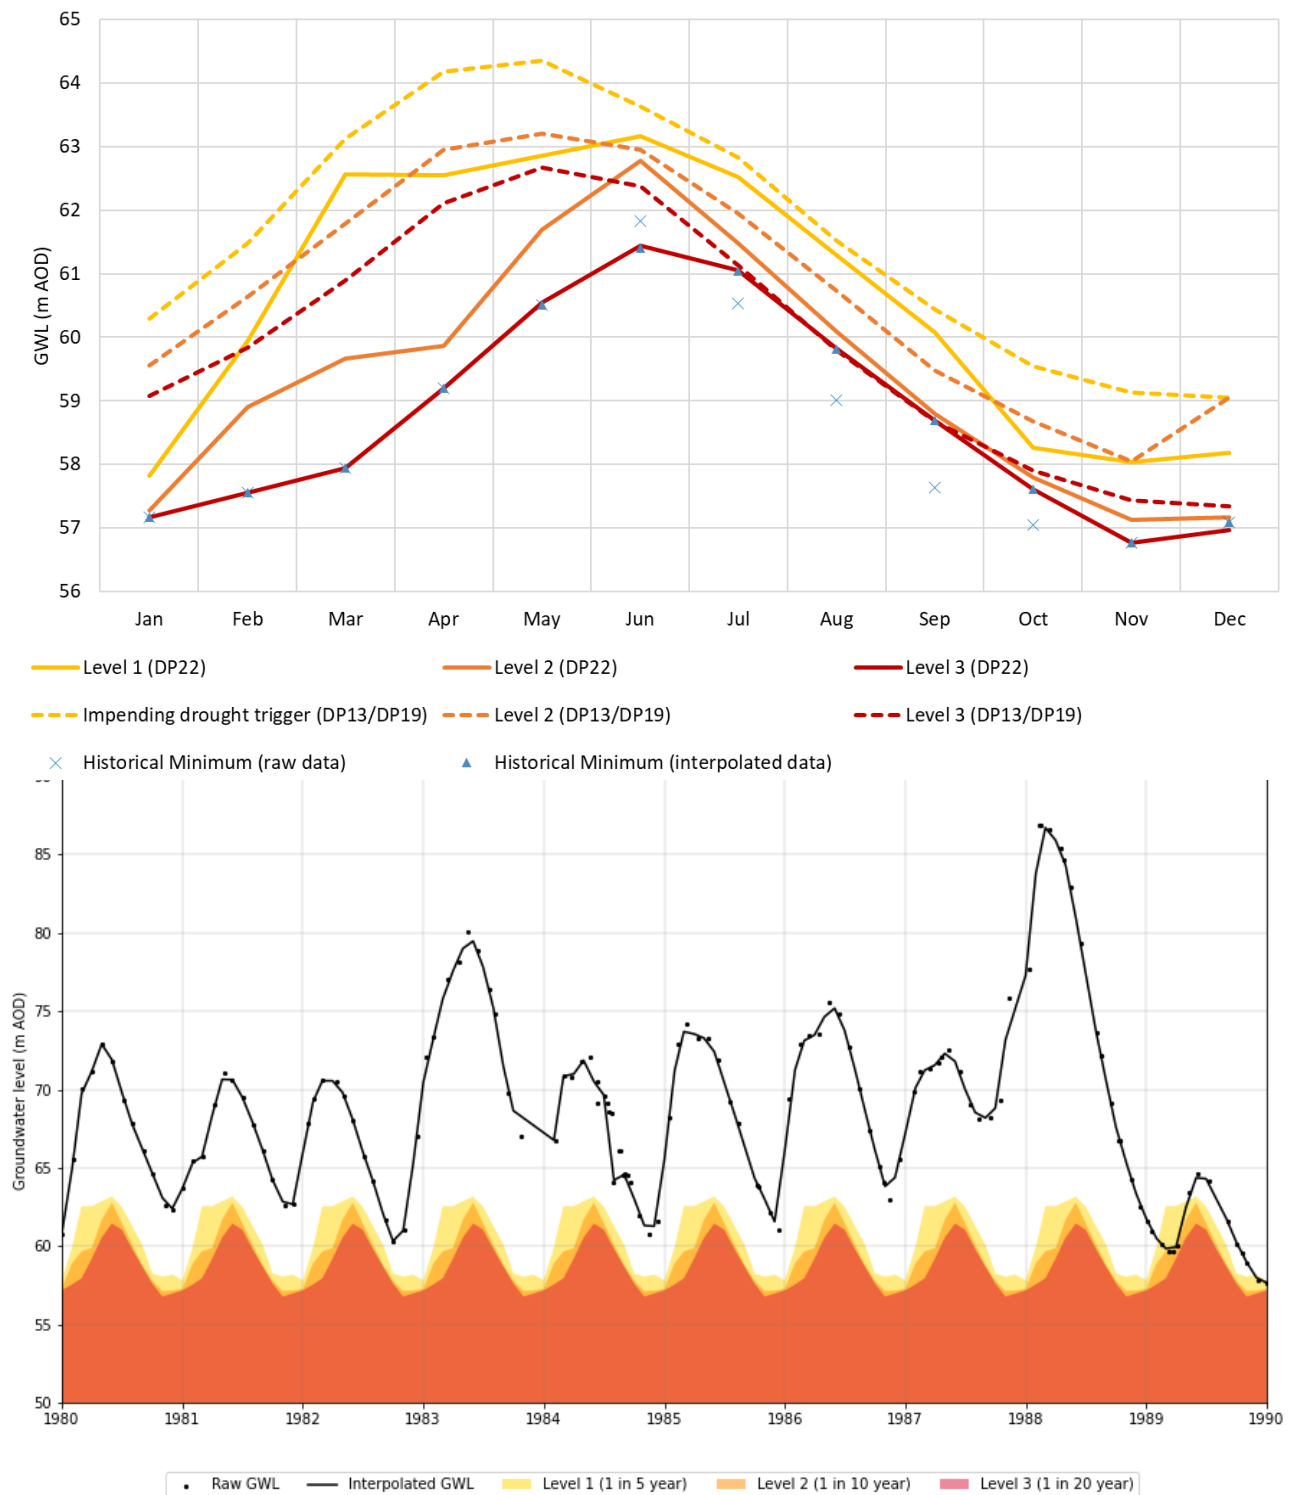 65
64
63
62
61
60
59
58
57
56
GWL (m AOD)
Jan Feb Mar Apr May Jun Jul Aug Sep Oct Nov Dec
Level 1 (DP22) Level 2 (DP22) Level 3 (DP22)
Impending drought trigger (DP13/DP19) Level 2 (DP13/DP19) Level 3 (DP13/DP19)
Historical Minimum (raw data) Historical Minimum (interpolated data)
85
80
75
70
65
60
55
50
Groundwater level (m AOD)
1980 1981 1982 1983 1984 1985 1986 1987 1988 1989 1990
Raw GWL Interpolated GWL Level 1 (1 in 5 year) Level 2 (1 in 10 year) Level 3 (1 in 20 year)